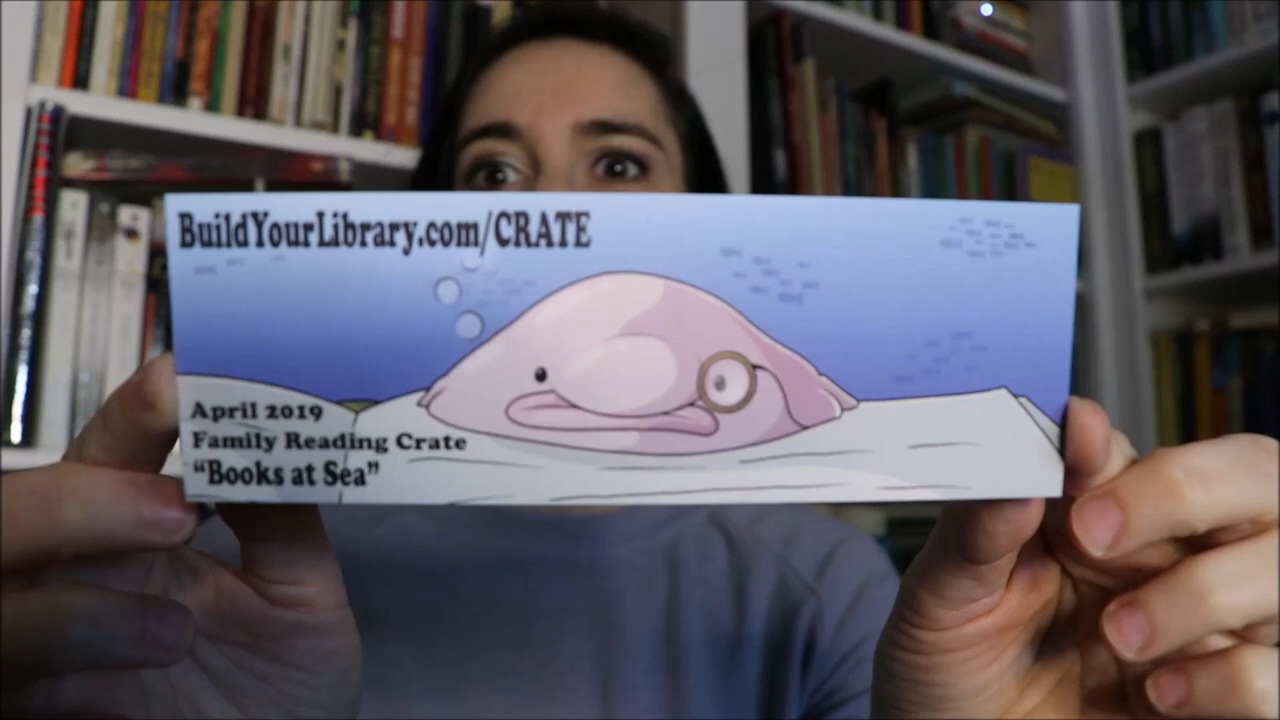 BuildYourLibrary.com/CRATE
April 2019
Family Reading Crate
“Books at Sea”